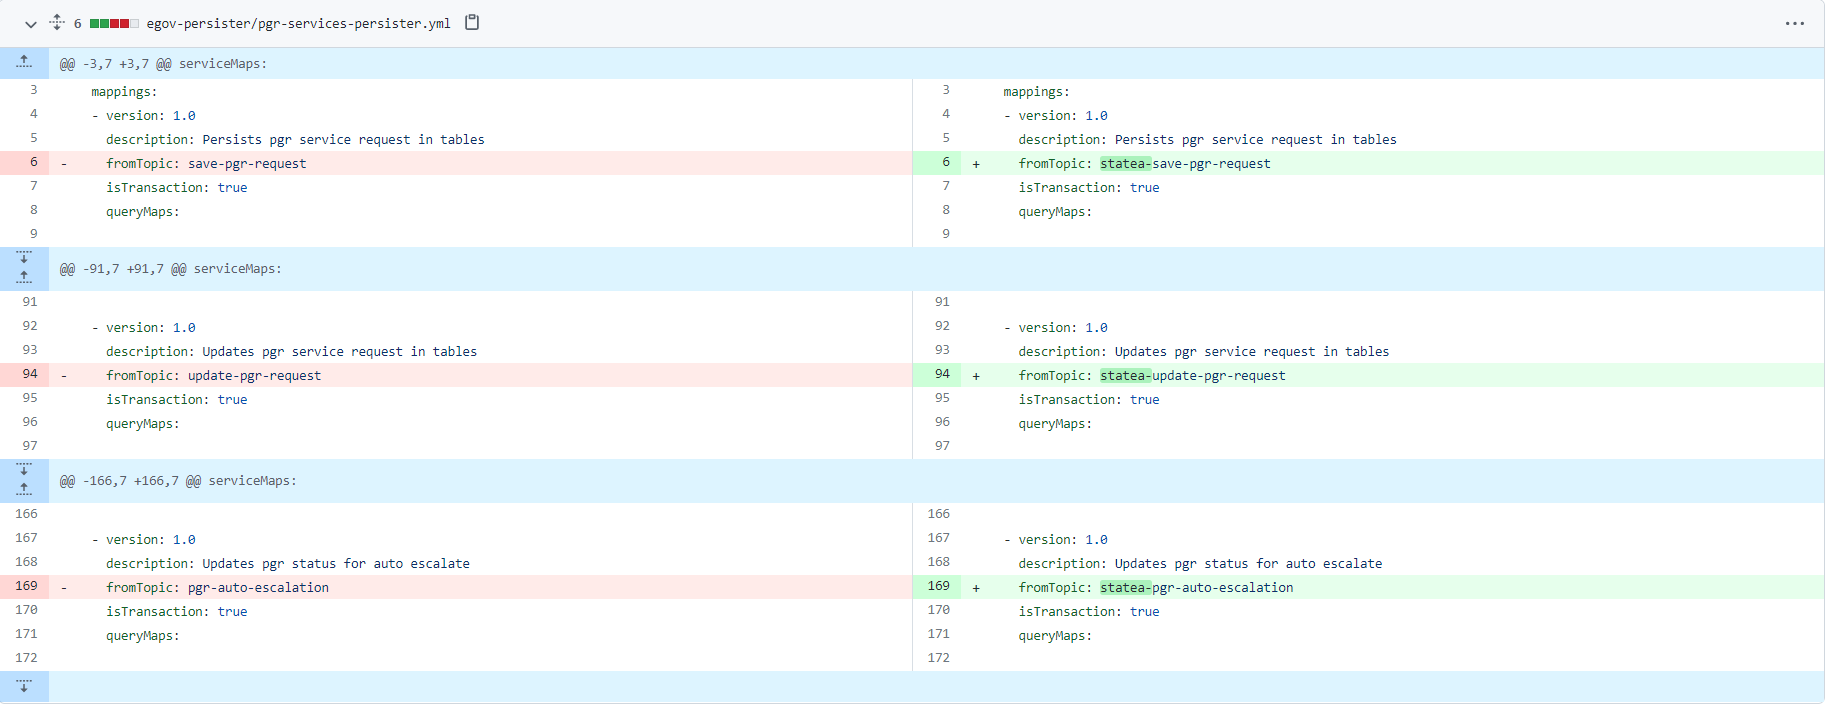 6 egov-persister/pgr-services-persister.yml
@@ -3,7 +3,7 @@ serviceMaps:
3 mappings: 3 mappings:
4 - version: 1.0 4 - version: 1.0
5 description: Persists pgr service request in tables 5 description: Persists pgr service request in tables
6 - fromTopic: save-pgr-request 6 + fromTopic: statea-save-pgr-request
7 isTransaction: true 7 isTransaction: true
8 queryMaps: 8 queryMaps:
9 9
@@ -91,7 +91,7 @@ serviceMaps:
91 91
92 - version: 1.0 92 - version: 1.0
93 description: Updates pgr service request in tables 93 description: Updates pgr service request in tables
94 - fromTopic: update-pgr-request 94 + fromTopic: statea-update-pgr-request
95 isTransaction: true 95 isTransaction: true
96 queryMaps: 96 queryMaps:
97 97
@@ -166,7 +166,7 @@ serviceMaps:
166 166
167 - version: 1.0 167 - version: 1.0
168 description: Updates pgr status for auto escalate 168 description: Updates pgr status for auto escalate
169 - fromTopic: pgr-auto-escalation 169 + fromTopic: statea-pgr-auto-escalation
170 isTransaction: true 170 isTransaction: true
171 queryMaps: 171 queryMaps:
172 172